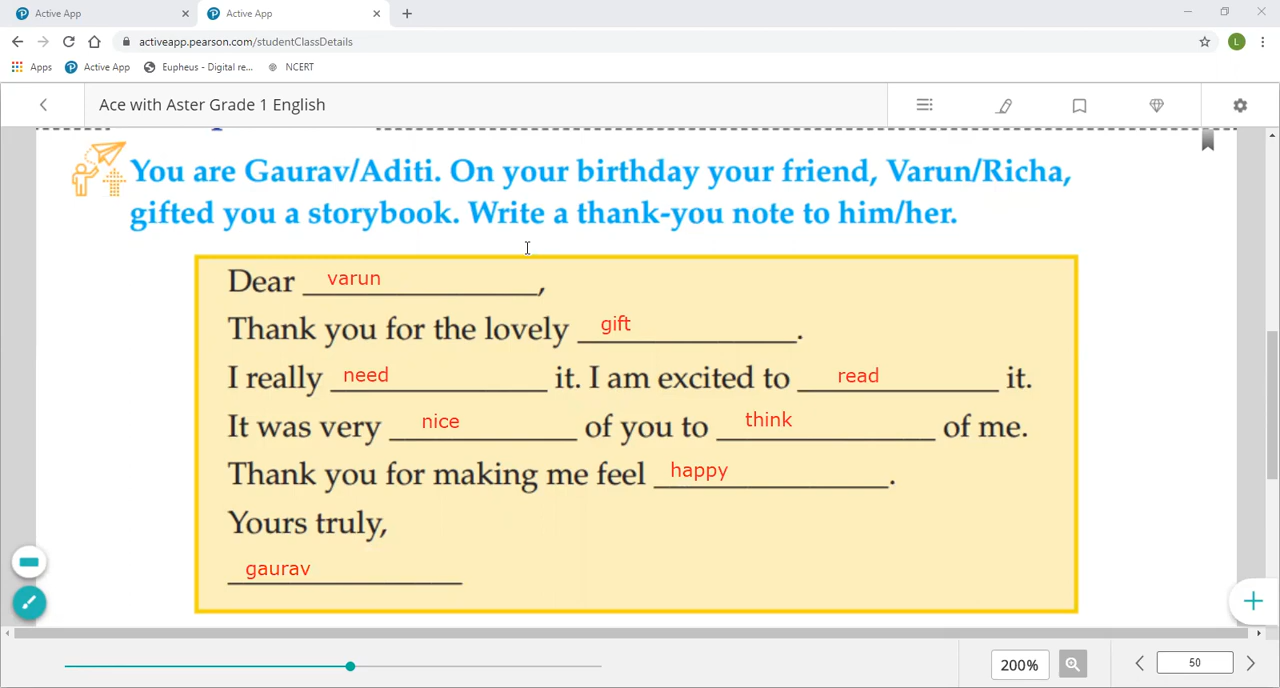 Active App
Active App
activeapp.pearson.com/studentClassDetails
L
Apps
Active App
Eupheus - Digital re...
NCERT
Ace with Aster Grade 1 English
You are Gaurav/Aditi. On your birthday your friend, Varun/Richa,
gifted you a storybook. Write a thank-you note to him/her.
Dear varun,
Thank you for the lovely gift.
I really need it. I am excited to read it.
It was very nice of you to think of me.
Thank you for making me feel happy.
Yours truly,
gaurav
200%
50